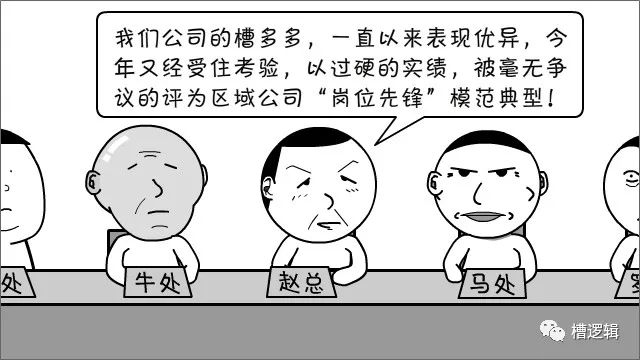 我们公司的槽多多，一直以来表现优异，今
年又经受住考验，以过硬的实绩，被毫无争
议的评为区域公司“岗位先锋”模范典型！
处
牛处
赵总
马处
槽逻辑